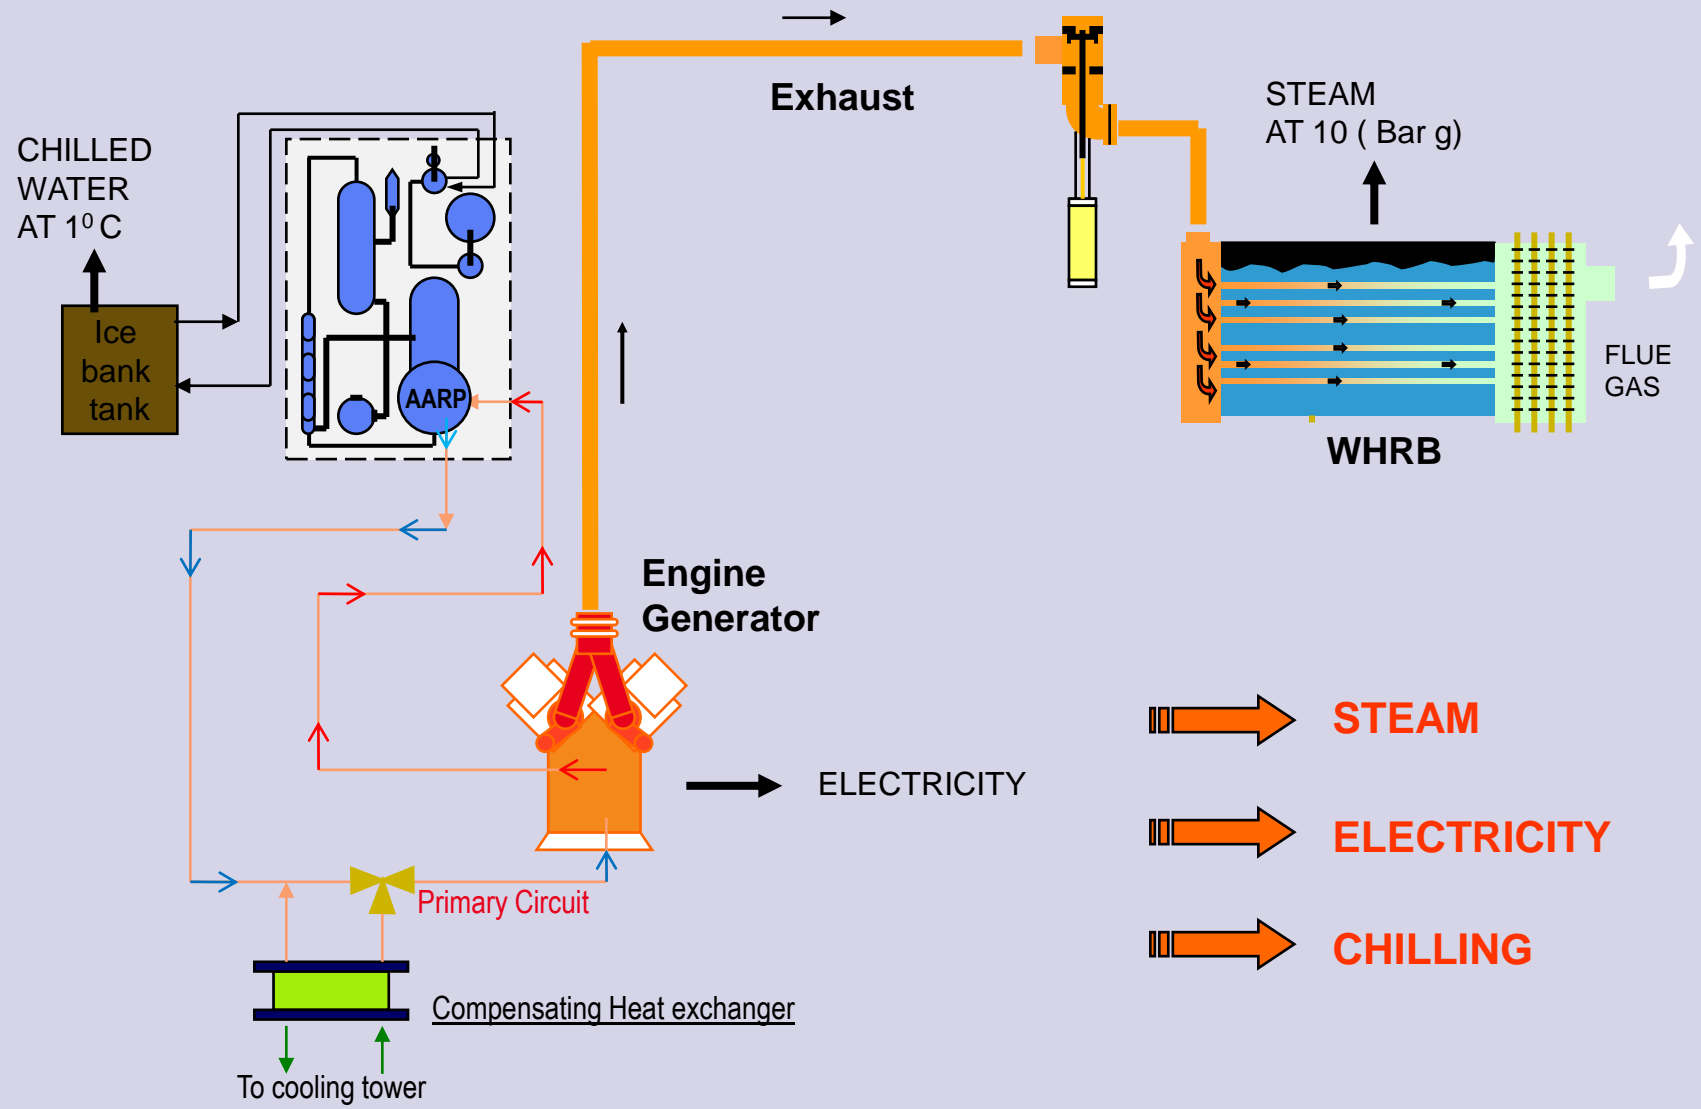 Exhaust
STEAM
AT 10 ( Bar g)
CHILLED
WATER
AT 1⁰ C
Ice
bank
tank
AARP
FLUE
GAS
WHRB
Engine
Generator
STEAM
ELECTRICITY
ELECTRICITY
Primary Circuit
CHILLING
Compensating Heat exchanger
To cooling tower